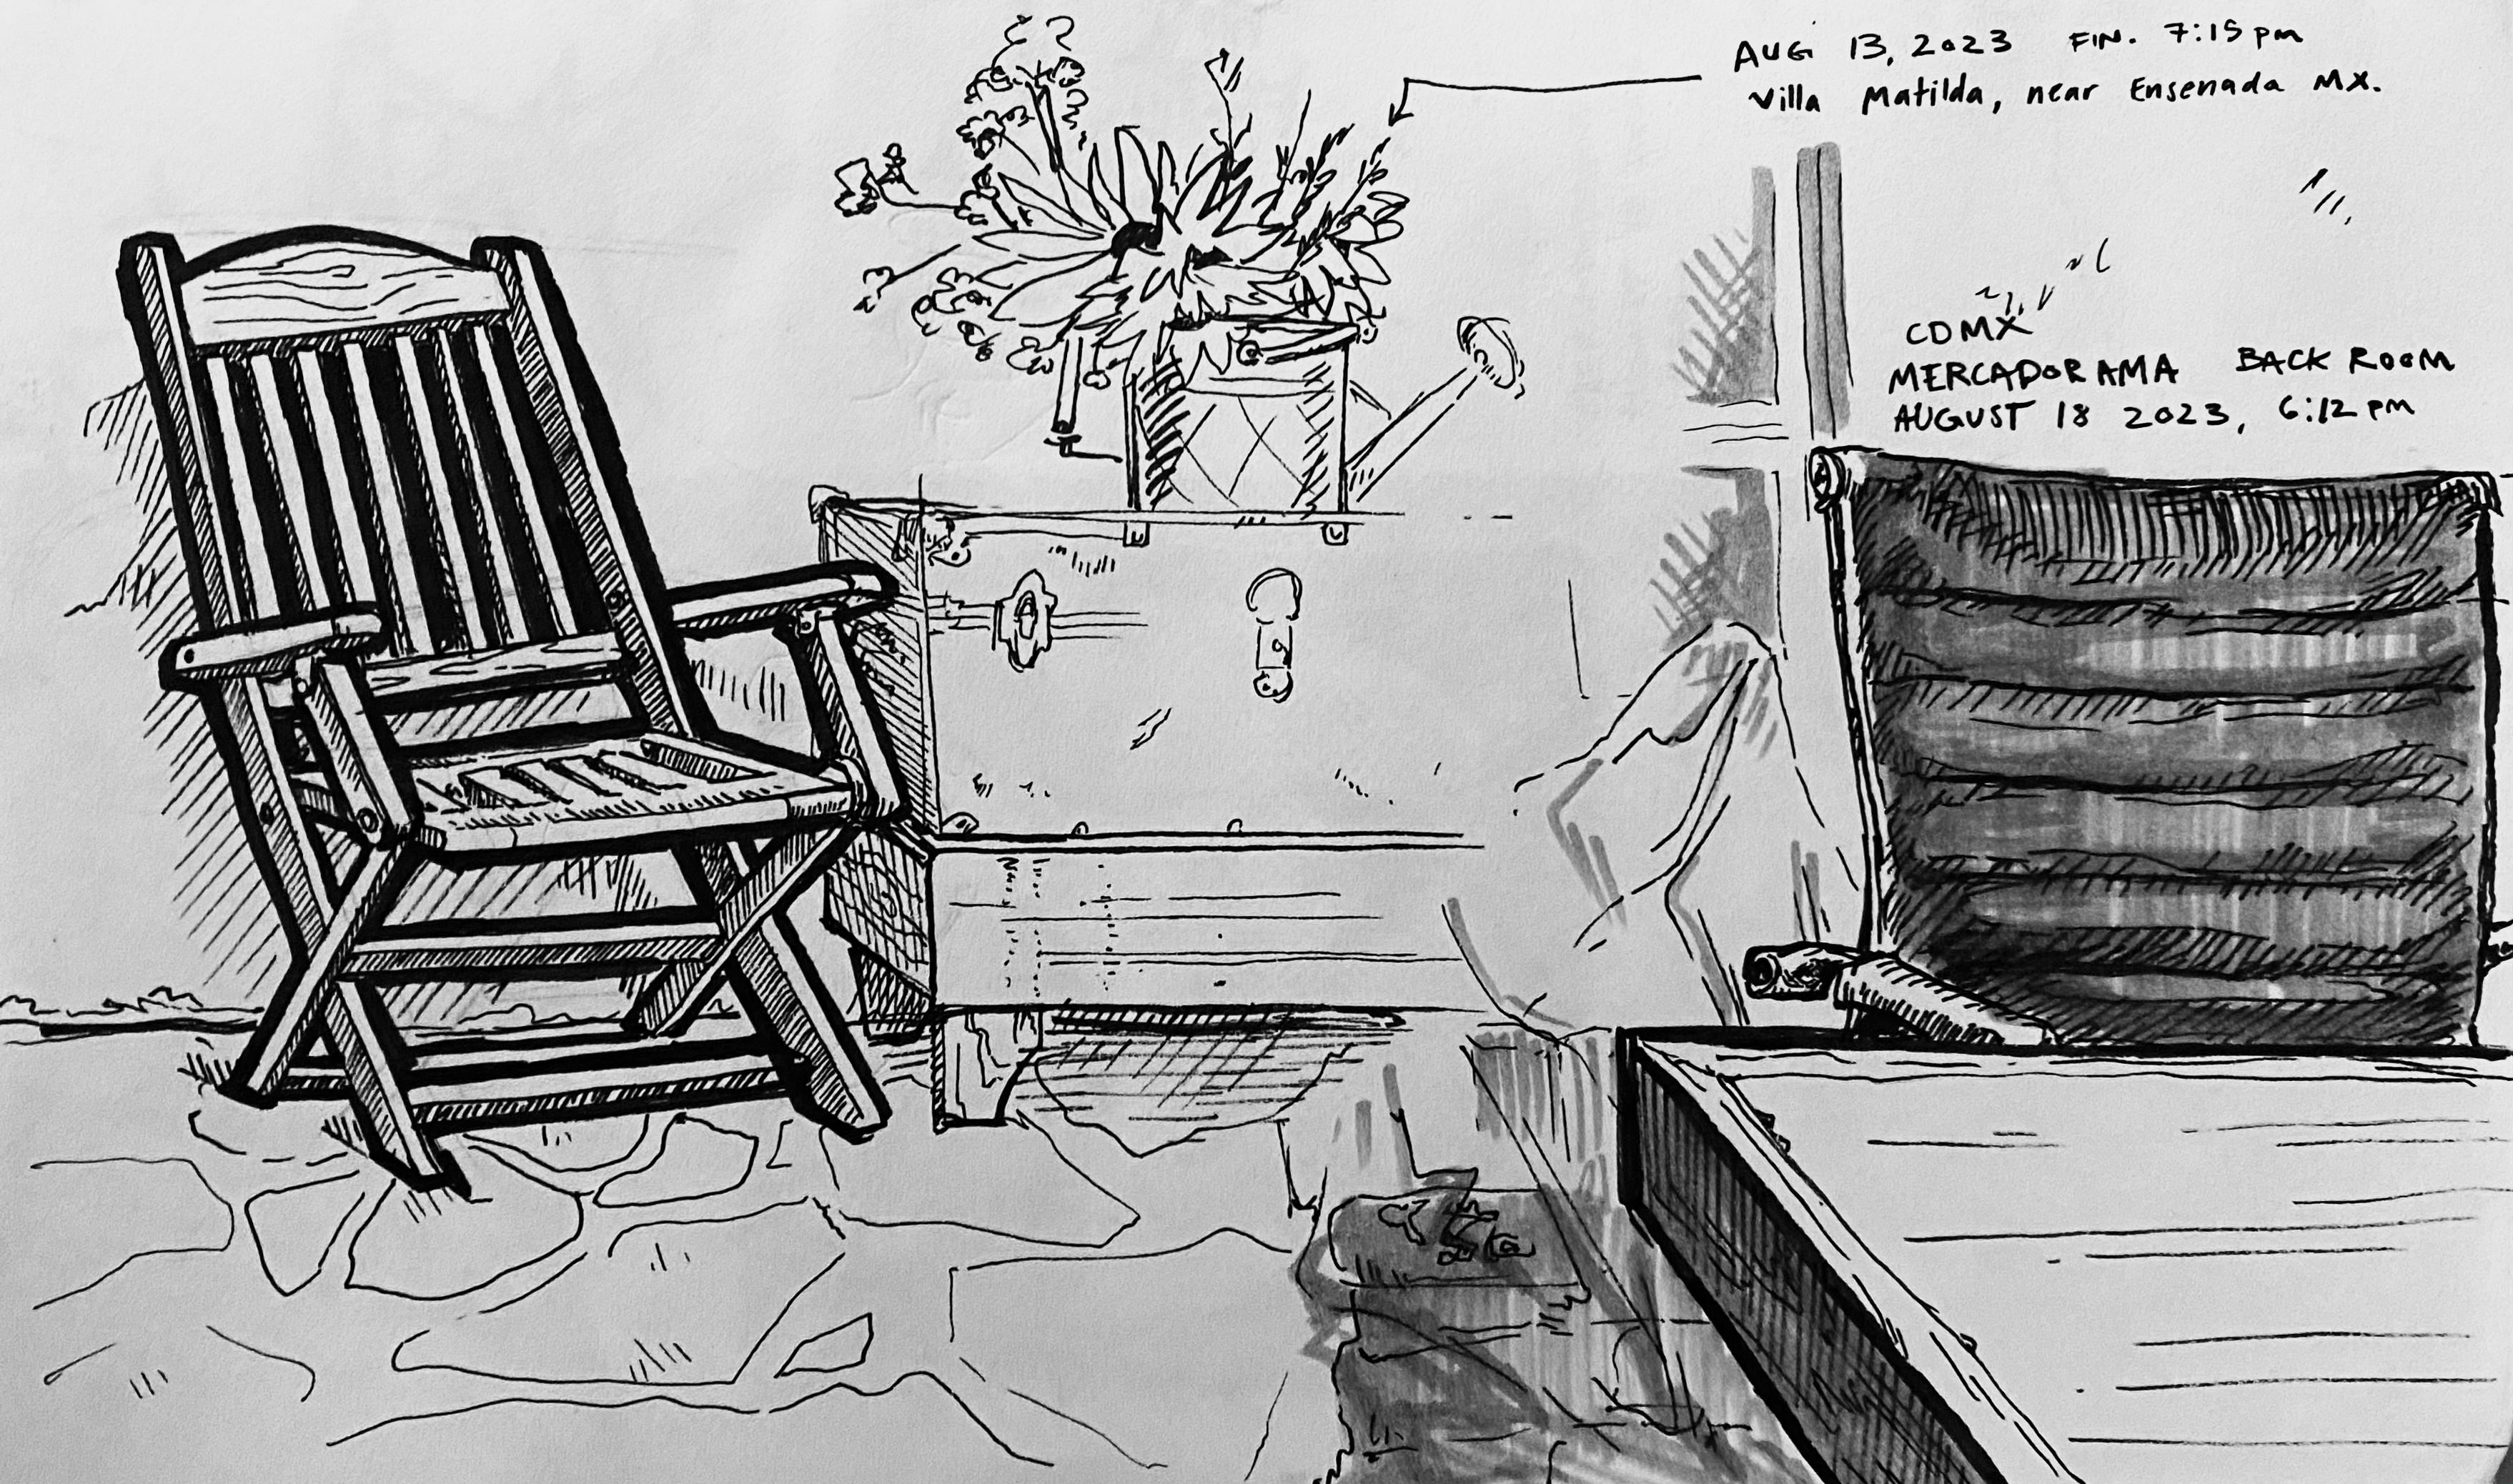 AUG 13, 2023 FIN. 7:15 pm
Villa Matilda, near Ensenada MX.
CDMX
MERCADORAMA BACK ROOM
AUGUST 18 2023, 6:12 PM